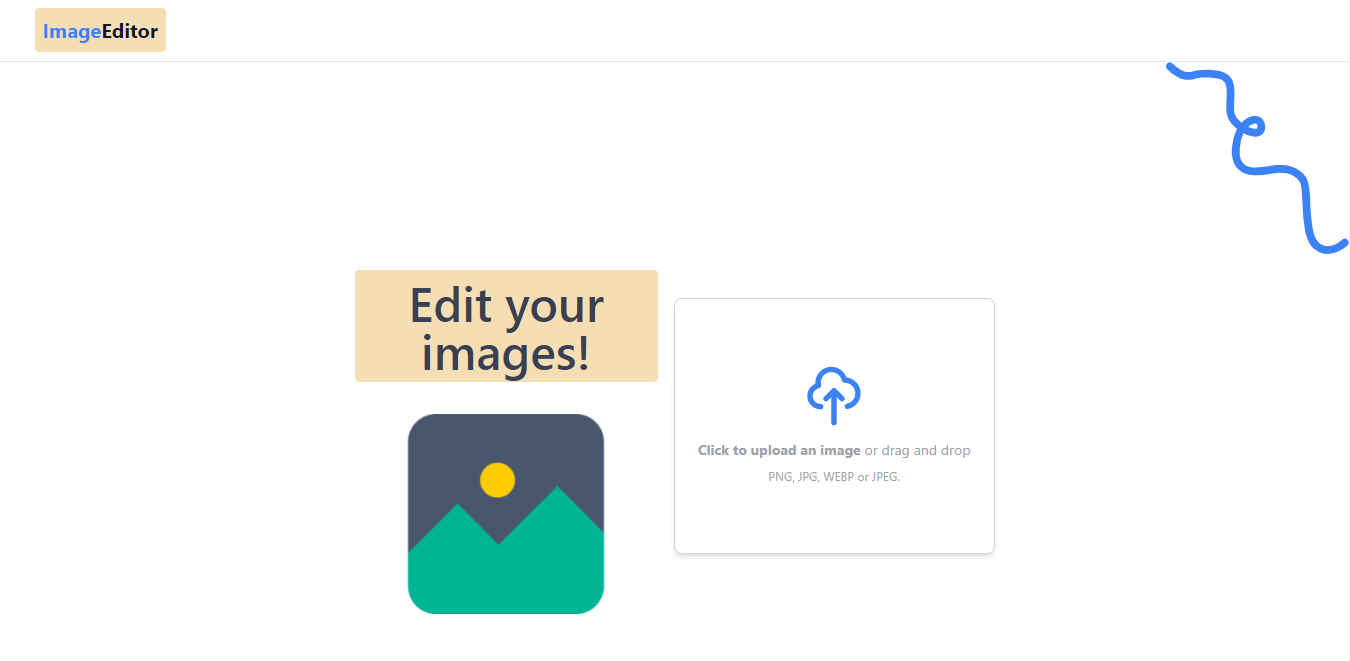 ImageEditor
Edit your
images!
Click to upload an image or drag and drop
PNG, JPG, WEBP or JPEG.